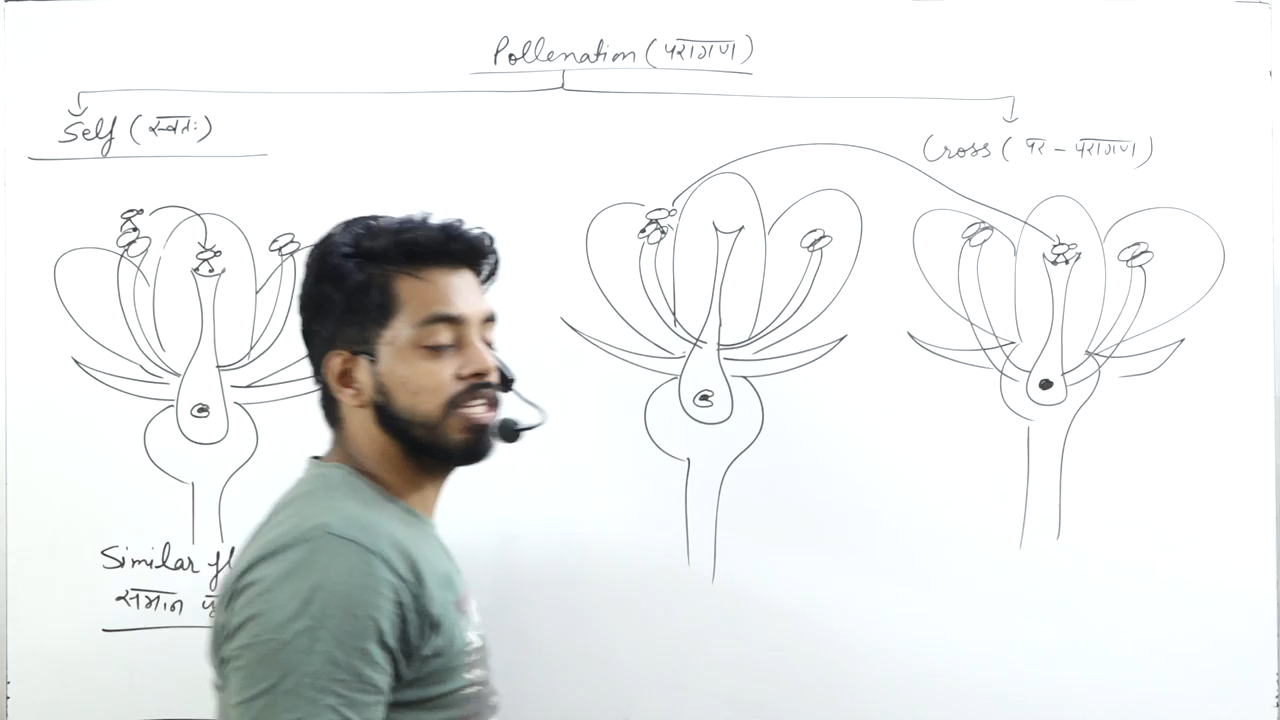 Pollenation (परागण)
Self (स्वतः)
Cross (पर - परागण)
Similar
समान